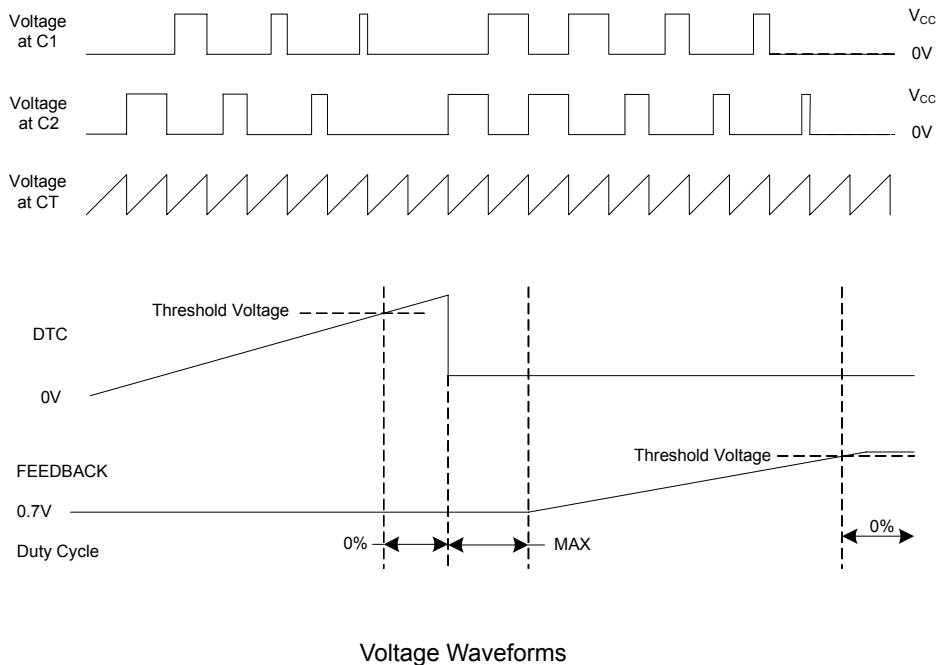 Voltage
at C1
VCC
0V
Voltage
at C2
VCC
0V
Voltage
at CT
Threshold Voltage
DTC
0V
Threshold Voltage
FEEDBACK
0.7V
0%
MAX
0%
Duty Cycle
Voltage Waveforms